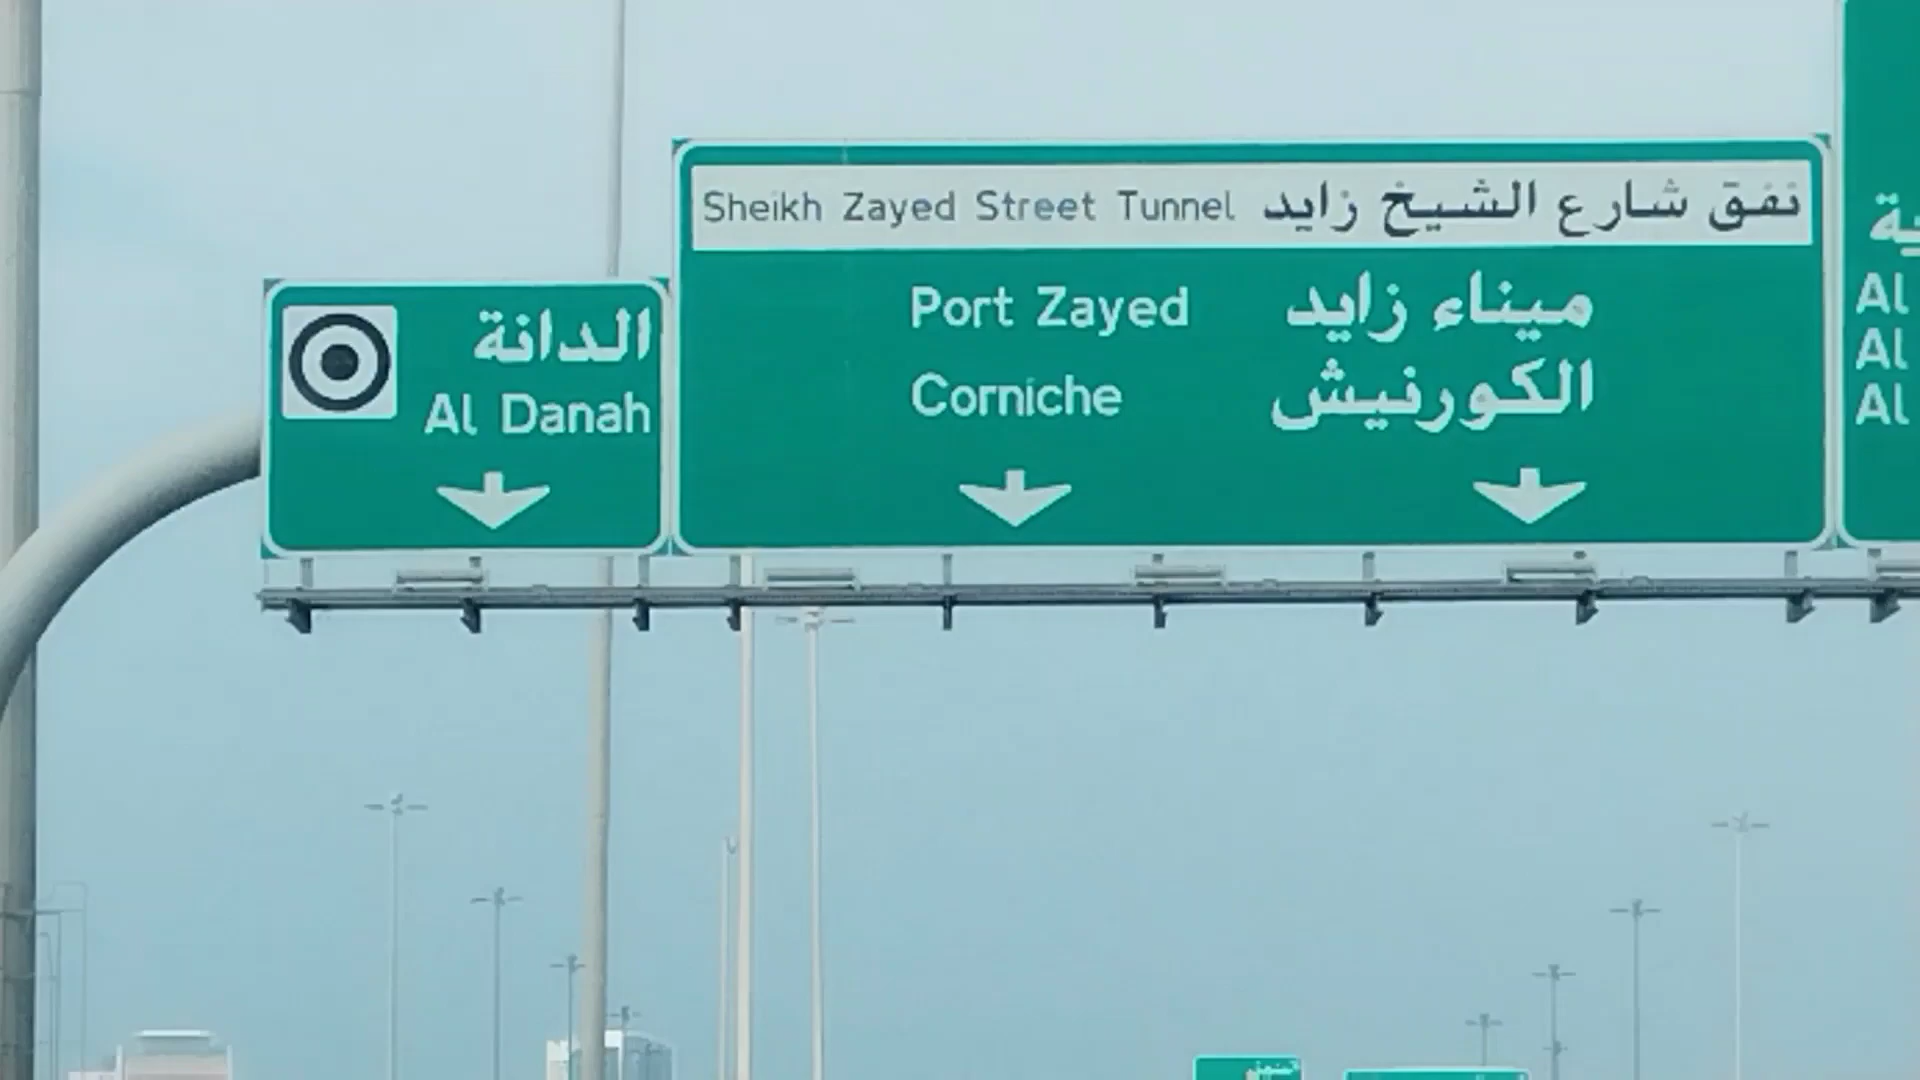 الدانة
Al Danah
Sheikh Zayed Street Tunnel نفق شارع الشيخ زايد
Port Zayed ميناء زايد
Corniche الكورنيش
Al
Al
Al